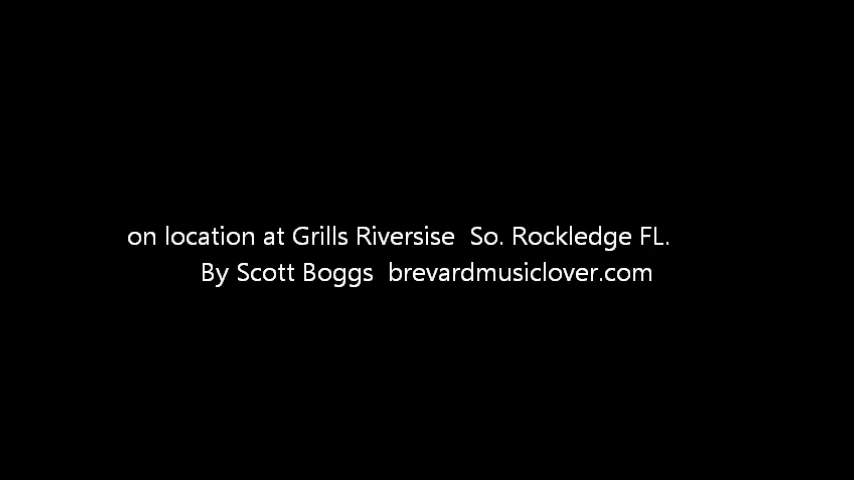 on location at Grills Riversise  So. Rockledge FL.
By Scott Boggs  brevardmusiclover.com